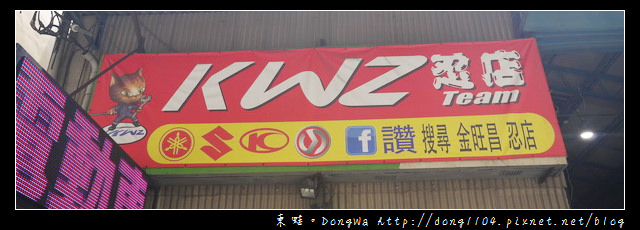 KWZ 忍店
Team
KWZ
f 讚 搜尋 金旺昌 忍店
東畦。DongWa http://dong1104.pixnet.net/blog